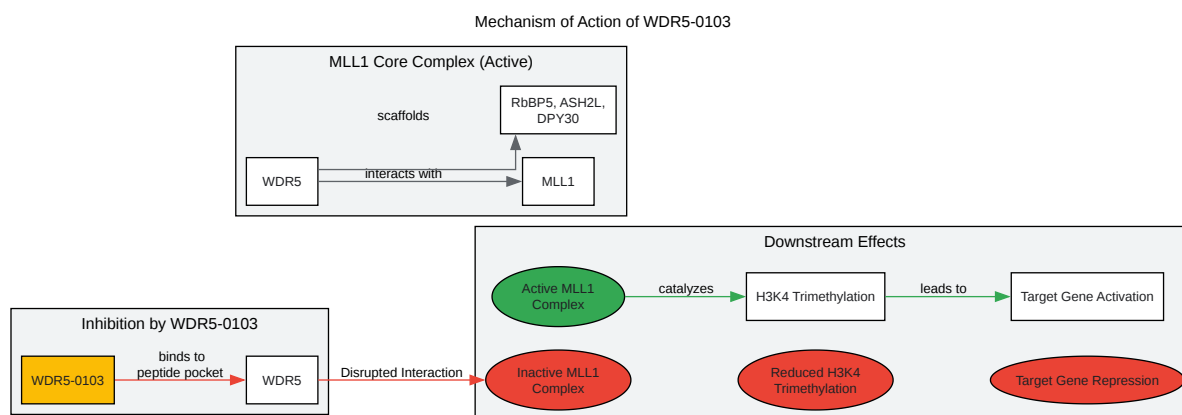 Mechanism of Action of WDR5-0103
MLL1 Core Complex (Active)
RbBP5, ASH2L,
DPY30
scaffolds
WDR5
interacts with
MLL1
Downstream Effects
Active MLL1
Complex
catalyzes
H3K4 Trimethylation
leads to
Target Gene Activation
Inhibition by WDR5-0103
WDR5-0103
binds to
peptide pocket
WDR5
Disrupted Interaction
Inactive MLL1
Complex
Reduced H3K4
Trimethylation
Target Gene Repression